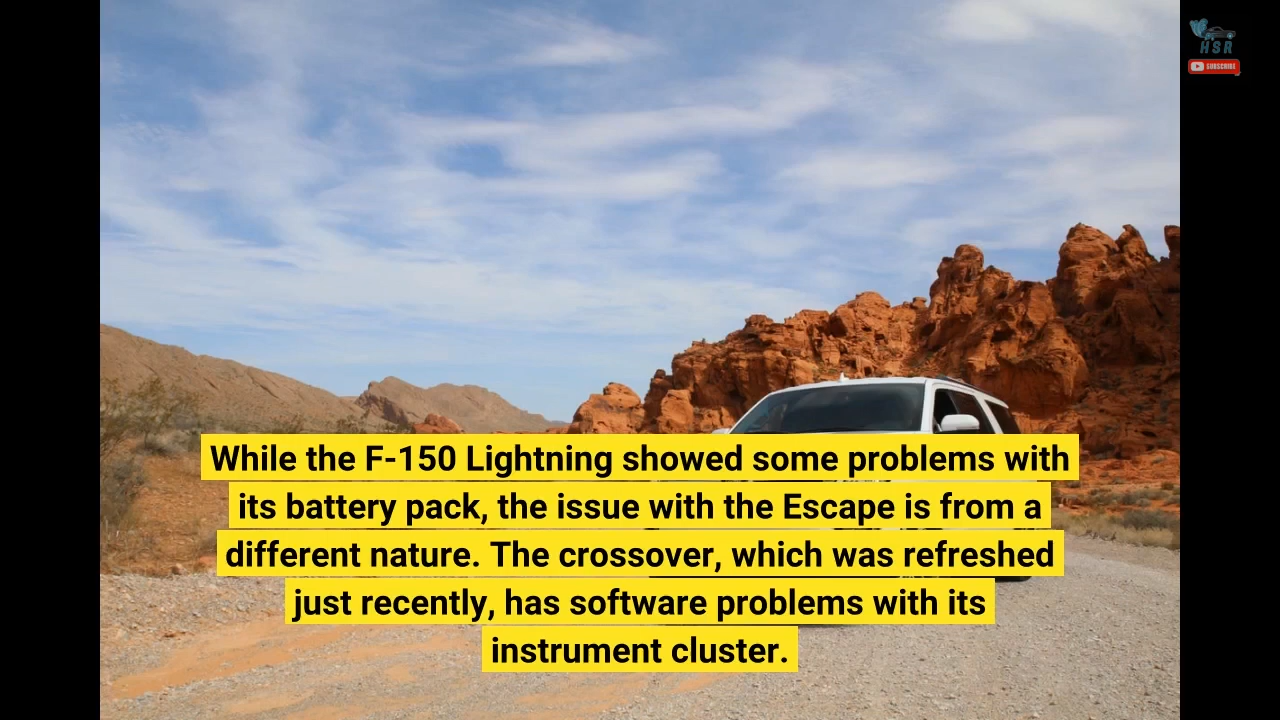 HSR
SUBSCRIBE
While the F-150 Lightning showed some problems with
its battery pack, the issue with the Escape is from a
different nature. The crossover, which was refreshed
just recently, has software problems with its
instrument cluster.